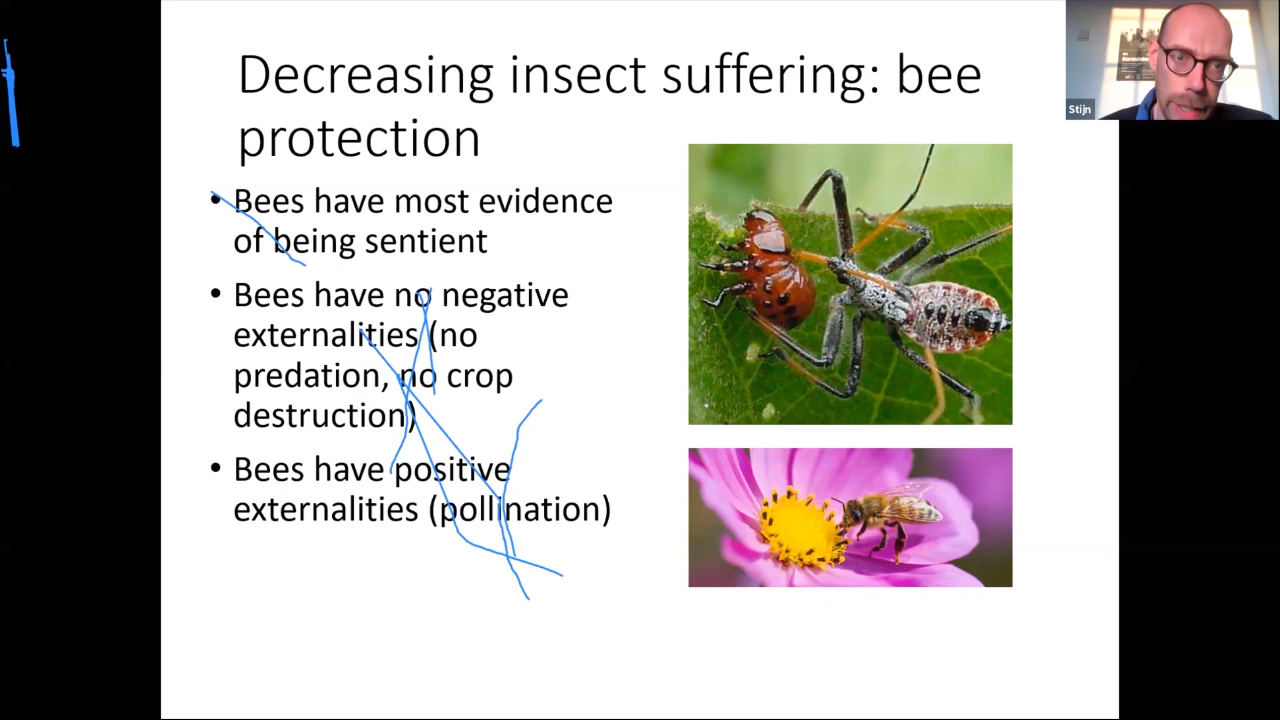 Decreasing insect suffering: bee
protection
• Bees have most evidence
of being sentient
• Bees have no negative
externalities (no
predation, no crop
destruction)
• Bees have positive
externalities (pollination)
Stijn